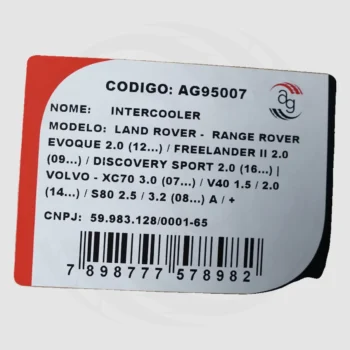 CODIGO: AG95007
ag
NOME: INTERCOOLER
MODELO: LAND ROVER - RANGE ROVER
EVOQUE 2.0 (12...) / FREELANDER II 2.0
(09...) / DISCOVERY SPORT 2.0 (16...) |
VOLVO - XC70 3.0 (07...) / V40 1.5 / 2.0
(14...) / S80 2.5 / 3.2 (08...) A / +
CNPJ: 59.983.128/0001-65
7 898777 578982